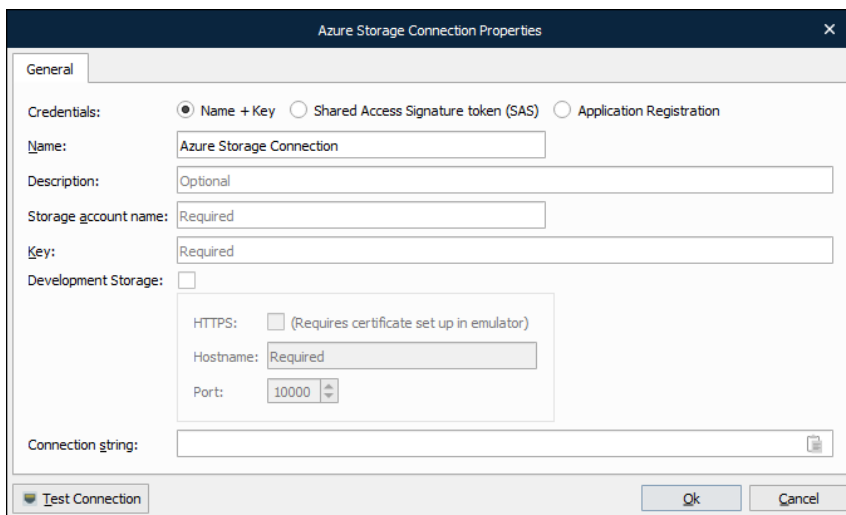 Azure Storage Connection Properties
General
Credentials: Name + Key Shared Access Signature token (SAS) Application Registration
Name: Azure Storage Connection
Description: Optional
Storage account name: Required
Key: Required
Development Storage:
HTTPS: (Requires certificate set up in emulator)
Hostname: Required
Port: 10000
Connection string:
Test Connection Ok Cancel